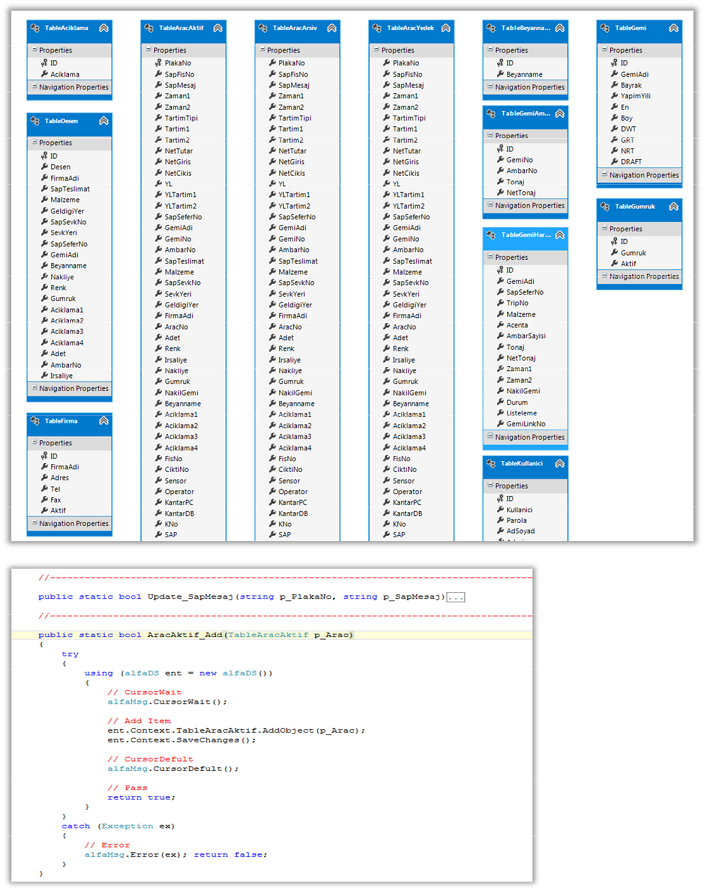 TableAciklama
Properties
ID
Aciklama
Navigation Properties
TableDesen
Properties
ID
Desen
FirmaAdi
SapTeslimat
Malzeme
GeldigiYer
SapSevkNo
SevkYeri
SapSeferNo
GemiAdi
Beyanname
Nakliye
Renk
Gumruk
Aciklama1
Aciklama2
Aciklama3
Aciklama4
Adet
AmbarNo
Irsaliye
Navigation Properties
TableFirma
Properties
ID
FirmaAdi
Adres
Tel
Fax
Aktif
Navigation Properties
TableAracAktif
Properties
PlakaNo
SapFisNo
SapMesaj
Zaman1
Zaman2
TartimTipi
Tartim1
Tartim2
NetTutar
NetGiris
NetCikis
YL
YLTartim1
YLTartim2
SapSeferNo
GemiAdi
GemiNo
AmbarNo
SapTeslimat
Malzeme
SapSevkNo
SevkYeri
GeldigiYer
FirmaAdi
AracNo
Adet
Renk
Irsaliye
Nakliye
Gumruk
NakilGemi
Beyanname
Aciklama1
Aciklama2
Aciklama3
Aciklama4
FisNo
CiktiNo
Sensor
Operator
KantarPC
KantarDB
KNo
SAP
TableAracArsiv
Properties
PlakaNo
SapFisNo
SapMesaj
Zaman1
Zaman2
TartimTipi
Tartim1
Tartim2
NetTutar
NetGiris
NetCikis
YL
YLTartim1
YLTartim2
SapSeferNo
GemiAdi
GemiNo
AmbarNo
SapTeslimat
Malzeme
SapSevkNo
SevkYeri
GeldigiYer
FirmaAdi
AracNo
Adet
Renk
Irsaliye
Nakliye
Gumruk
NakilGemi
Beyanname
Aciklama1
Aciklama2
Aciklama3
Aciklama4
FisNo
CiktiNo
Sensor
Operator
KantarPC
KantarDB
KNo
SAP
TableAracYedek
Properties
PlakaNo
SapFisNo
SapMesaj
Zaman1
Zaman2
TartimTipi
Tartim1
Tartim2
NetTutar
NetGiris
NetCikis
YL
YLTartim1
YLTartim2
SapSeferNo
GemiAdi
GemiNo
AmbarNo
SapTeslimat
Malzeme
SapSevkNo
SevkYeri
GeldigiYer
FirmaAdi
AracNo
Adet
Renk
Irsaliye
Nakliye
Gumruk
NakilGemi
Beyanname
Aciklama1
Aciklama2
Aciklama3
Aciklama4
FisNo
CiktiNo
Sensor
Operator
KantarPC
KantarDB
KNo
SAP
TableBeyanna...
Properties
ID
Beyanname
Navigation Properties
TableGemiAm...
Properties
ID
GemiNo
AmbarNo
Tonaj
NetTonaj
Navigation Properties
TableGemiHar...
Properties
ID
GemiAdi
SapSeferNo
TripNo
Malzeme
Acenta
AmbarSayisi
Tonaj
NetTonaj
Zaman1
Zaman2
NakilGemi
Durum
Listeleme
GemiLinkNo
Navigation Properties
TableKullanici
Properties
ID
Kullanici
Parola
AdSoyad
TableGemi
Properties
ID
GemiAdi
Bayrak
YapimYili
En
Boy
DWT
GRT
NRT
DRAFT
Navigation Properties
TableGumruk
Properties
ID
Gumruk
Aktif
Navigation Properties
//------------------------------------------------------------------------------------
public static bool Update_SapMesaj(string p_PlakaNo, string p_SapMesaj)...
//------------------------------------------------------------------------------------
public static bool AracAktif_Add(TableAracAktif p_Arac)
{
try
{
using (alfaDS ent = new alfaDS())
{
// CursorWait
alfaMsg.CursorWait();
// Add Item
ent.Context.TableAracAktif.AddObject(p_Arac);
ent.Context.SaveChanges();
// CursorDefult
alfaMsg.CursorDefult();
// Pass
return true;
}
}
catch (Exception ex)
{
// Error
alfaMsg.Error(ex); return false;
}
}